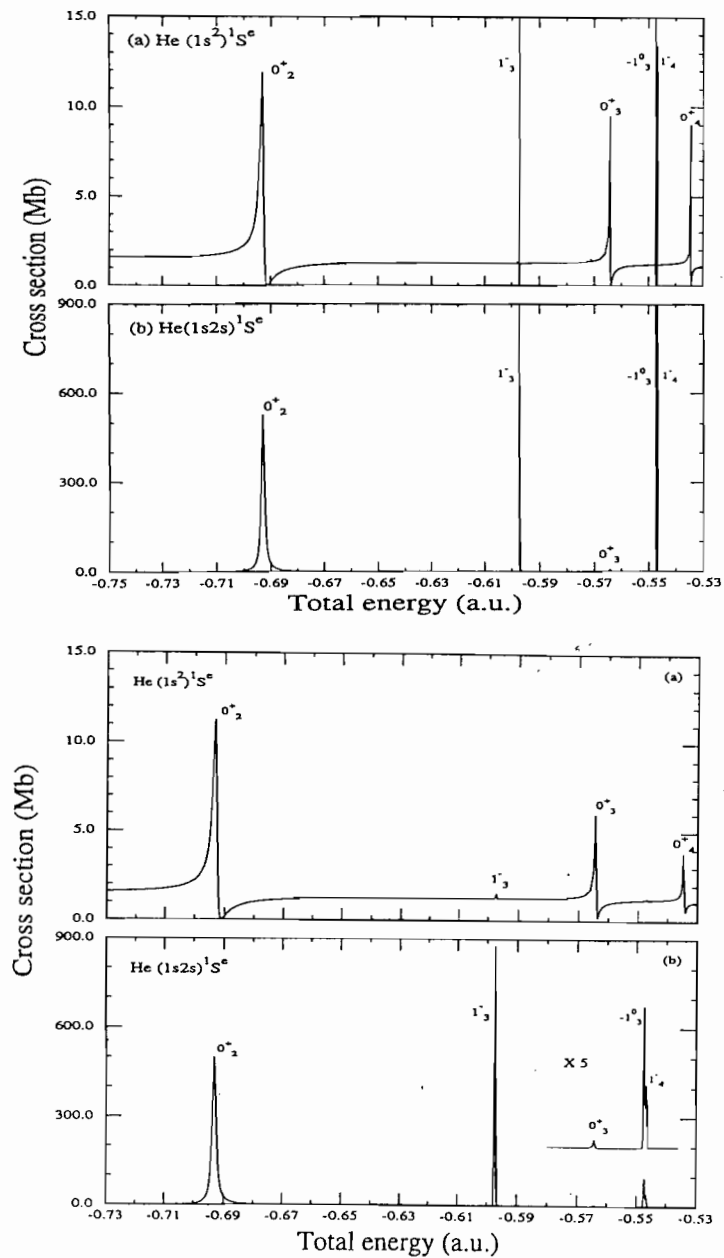 15.0
10.0
5.0
0.0
(a) He (1s²)¹Sᵉ
0⁺₂
1⁻₃
0⁺₃
-1⁰₃ 1⁻₄
0⁺₄
Cross section (Mb)
900.0
600.0
300.0
0.0
(b) He(1s2s)¹Sᵉ
0⁺₂
1⁻₃
0⁺₃
-1⁰₃ 1⁻₄
-0.75 -0.73 -0.71 -0.69 -0.67 -0.65 -0.63 -0.61 -0.59 -0.57 -0.55 -0.53
Total energy (a.u.)
15.0
10.0
5.0
0.0
He (1s²)¹Sᵉ
(a)
0⁺₂
1⁻₃
0⁺₃
0⁺₄
Cross section (Mb)
900.0
600.0
300.0
0.0
He (1s2s)¹Sᵉ
(b)
0⁺₂
1⁻₃
X 5
0⁺₃
-1⁰₃
1⁻₄
-0.73 -0.71 -0.69 -0.67 -0.65 -0.63 -0.61 -0.59 -0.57 -0.55 -0.53
Total energy (a.u.)